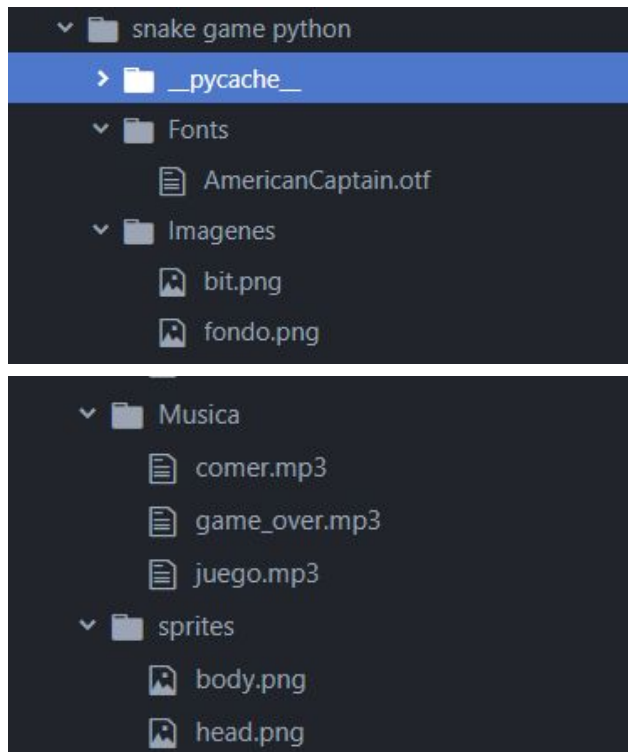 snake game python
__pycache__
Fonts
AmericanCaptain.otf
Imagenes
bit.png
fondo.png
Musica
comer.mp3
game_over.mp3
juego.mp3
sprites
body.png
head.png